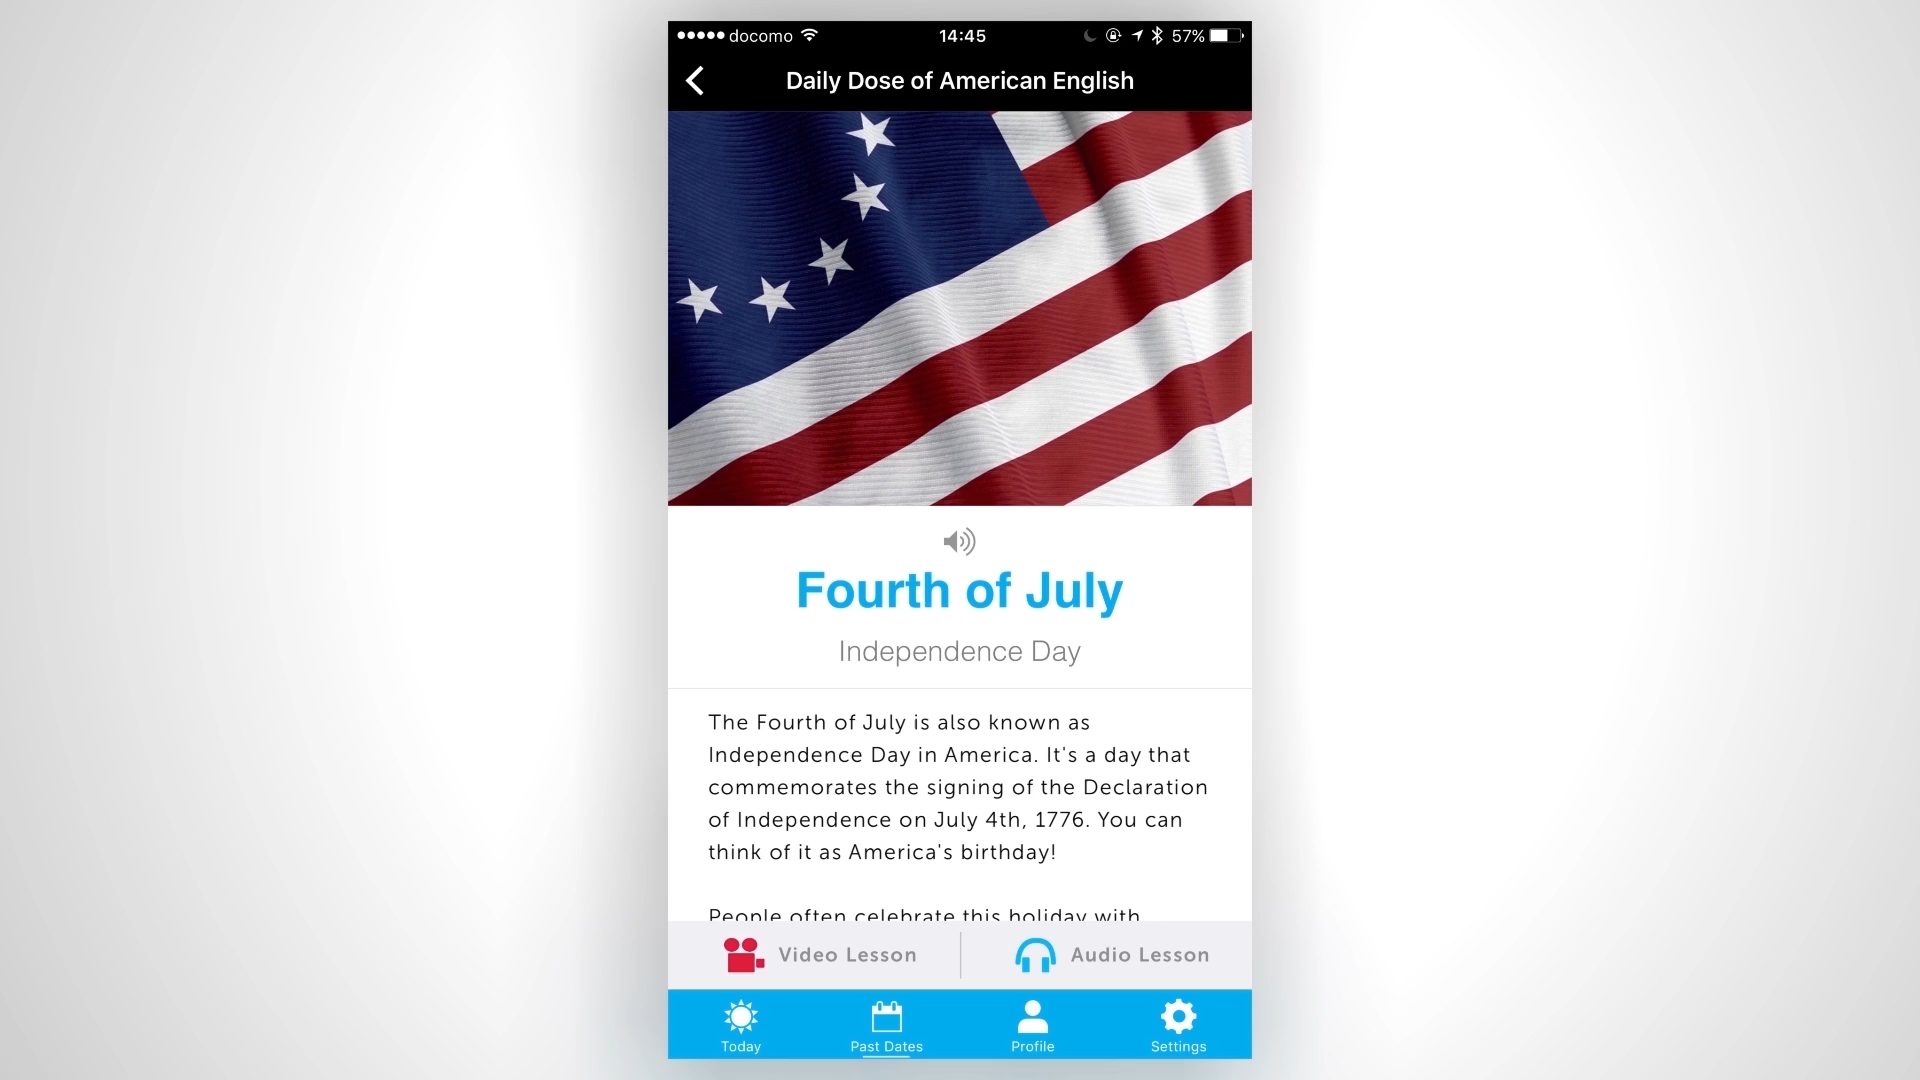 docomo 14:45 57%
Daily Dose of American English
Fourth of July
Independence Day
The Fourth of July is also known as
Independence Day in America. It's a day that
commemorates the signing of the Declaration
of Independence on July 4th, 1776. You can
think of it as America's birthday!
People often celebrate this holiday with
Video Lesson Audio Lesson
Today Past Dates Profile Settings